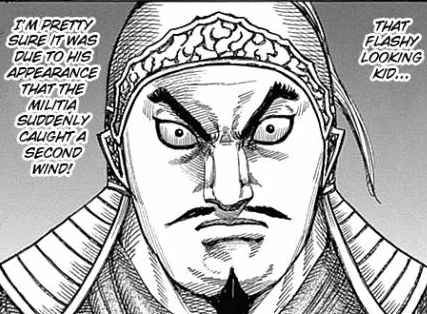 THAT
FLASHY
LOOKING
KID...
I'M PRETTY
SURE IT WAS
DUE TO HIS
APPEARANCE
THAT THE
MILITIA
SUDDENLY
CAUGHT A
SECOND
WIND!